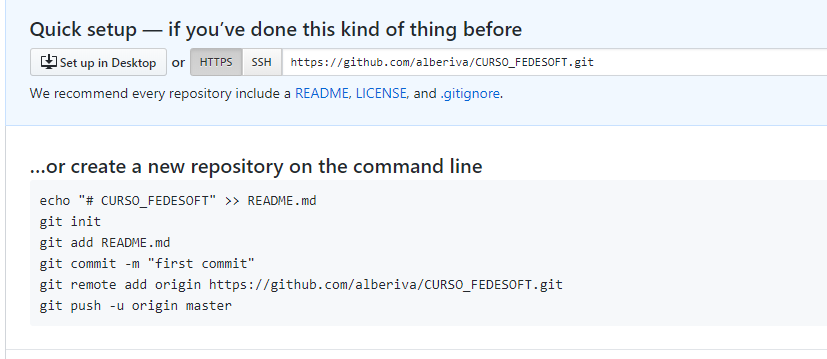 Quick setup — if you’ve done this kind of thing before
Set up in Desktop or HTTPS SSH https://github.com/alberiva/CURSO_FEDESOFT.git
We recommend every repository include a README, LICENSE, and .gitignore.
…or create a new repository on the command line
echo "# CURSO_FEDESOFT" >> README.md
git init
git add README.md
git commit -m "first commit"
git remote add origin https://github.com/alberiva/CURSO_FEDESOFT.git
git push -u origin master